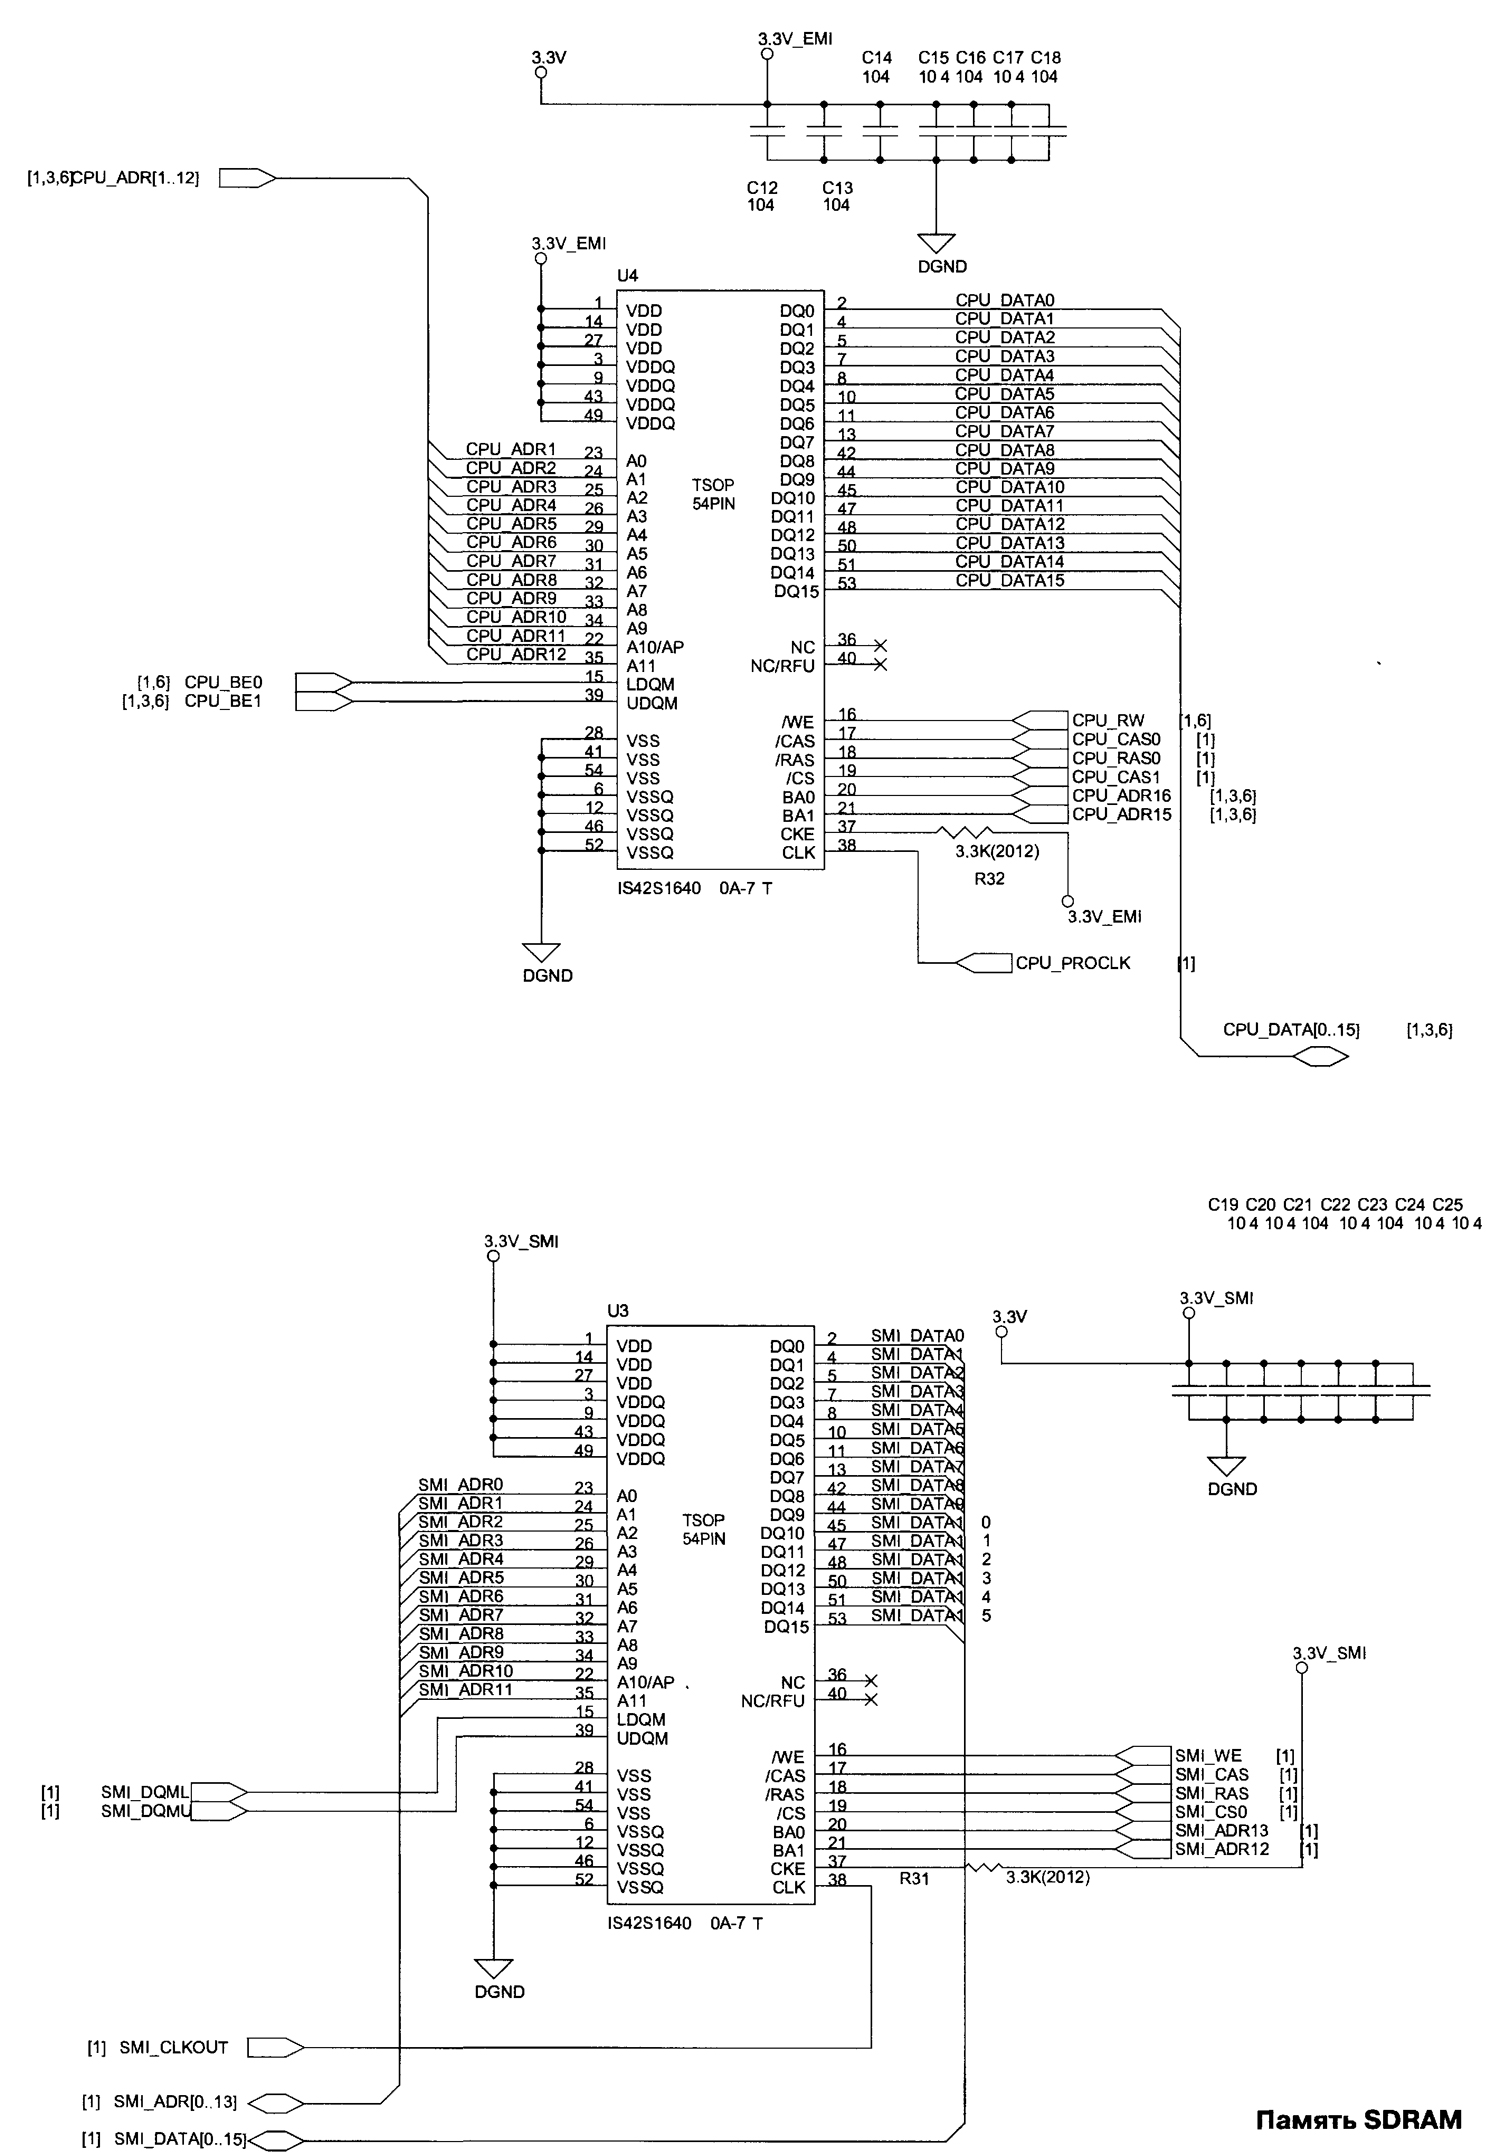 3.3V
3.3V_EMI
C14 C15 C16 C17 C18
104 10 4 104 10 4 104
[1,3,6]CPU_ADR[1..12]
C12 C13
104 104
3.3V_EMI
DGND
U4
1 VDD DQ0 2 CPU_DATA0
14 VDD DQ1 4 CPU_DATA1
27 VDD DQ2 5 CPU_DATA2
3 VDDQ DQ3 7 CPU_DATA3
9 VDDQ DQ4 8 CPU_DATA4
43 VDDQ DQ5 10 CPU_DATA5
49 VDDQ DQ6 11 CPU_DATA6
DQ7 13 CPU_DATA7
CPU_ADR1 23 A0 DQ8 42 CPU_DATA8
CPU_ADR2 24 A1 DQ9 44 CPU_DATA9
CPU_ADR3 25 A2 TSOP DQ10 45 CPU_DATA10
CPU_ADR4 26 A3 54PIN DQ11 47 CPU_DATA11
CPU_ADR5 29 A4 DQ12 48 CPU_DATA12
CPU_ADR6 30 A5 DQ13 50 CPU_DATA13
CPU_ADR7 31 A6 DQ14 51 CPU_DATA14
CPU_ADR8 32 A7 DQ15 53 CPU_DATA15
CPU_ADR9 33 A8
CPU_ADR10 34 A9
CPU_ADR11 22 A10/AP NC 36
CPU_ADR12 35 A11 NC/RFU 40
[1,6] CPU_BE0 15 LDQM
[1,3,6] CPU_BE1 39 UDQM
/WE 16 CPU_RW [1,6]
28 VSS /CAS 17 CPU_CAS0 [1]
41 VSS /RAS 18 CPU_RAS0 [1]
54 VSS /CS 19 CPU_CAS1 [1]
6 VSSQ BA0 20 CPU_ADR16 [1,3,6]
12 VSSQ BA1 21 CPU_ADR15 [1,3,6]
46 VSSQ CKE 37
52 VSSQ CLK 38 3.3K(2012)
R32
IS42S1640 0A-7 T
3.3V_EMI
DGND
CPU_PROCLK [1]
CPU_DATA[0..15] [1,3,6]
C19 C20 C21 C22 C23 C24 C25
10 4 10 4 104 10 4 104 10 4 10 4
3.3V_SMI
3.3V_SMI
3.3V
U3
1 VDD DQ0 2 SMI_DATA0
14 VDD DQ1 4 SMI_DATA1
27 VDD DQ2 5 SMI_DATA2
3 VDDQ DQ3 7 SMI_DATA3
9 VDDQ DQ4 8 SMI_DATA4
43 VDDQ DQ5 10 SMI_DATA5
49 VDDQ DQ6 11 SMI_DATA6
DQ7 13 SMI_DATA7
DGND
SMI_ADR0 23 A0 DQ8 42 SMI_DATA8
SMI_ADR1 24 A1 DQ9 44 SMI_DATA9
SMI_ADR2 25 A2 TSOP DQ10 45 SMI_DATA1 0
SMI_ADR3 26 A3 54PIN DQ11 47 SMI_DATA1 1
SMI_ADR4 29 A4 DQ12 48 SMI_DATA1 2
SMI_ADR5 30 A5 DQ13 50 SMI_DATA1 3
SMI_ADR6 31 A6 DQ14 51 SMI_DATA1 4
SMI_ADR7 32 A7 DQ15 53 SMI_DATA1 5
SMI_ADR8 33 A8
SMI_ADR9 34 A9
3.3V_SMI
SMI_ADR10 22 A10/AP NC 36
SMI_ADR11 35 A11 NC/RFU 40
15 LDQM
39 UDQM
/WE 16 SMI_WE [1]
28 VSS /CAS 17 SMI_CAS [1]
[1] SMI_DQML 41 VSS /RAS 18 SMI_RAS [1]
[1] SMI_DQMU 54 VSS /CS 19 SMI_CS0 [1]
6 VSSQ BA0 20 SMI_ADR13 [1]
12 VSSQ BA1 21 SMI_ADR12 [1]
46 VSSQ CKE 37 R31 3.3K(2012)
52 VSSQ CLK 38
IS42S1640 0A-7 T
DGND
[1] SMI_CLKOUT
[1] SMI_ADR[0..13]
[1] SMI_DATA[0..15]
Память SDRAM